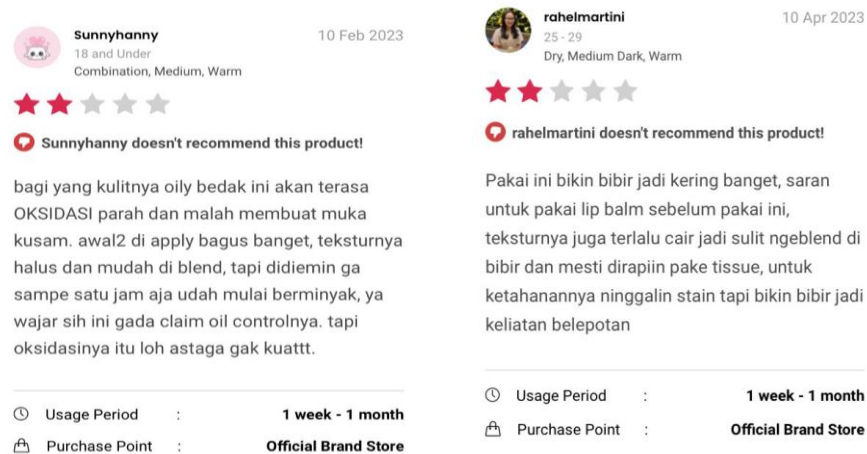 Sunnyhanny
10 Feb 2023
18 and Under
Combination, Medium, Warm
Sunnyhanny doesn't recommend this product!
bagi yang kulitnya oily bedak ini akan terasa
OKSIDASI parah dan malah membuat muka
kusam. awal2 di apply bagus banget, teksturnya
halus dan mudah di blend, tapi didiemin ga
sampe satu jam aja udah mulai berminyak, ya
wajar sih ini gada claim oil controlnya. tapi
oksidasinya itu loh astaga gak kuattt.
Usage Period : 1 week - 1 month
Purchase Point : Official Brand Store
rahelmartini
10 Apr 2023
25 - 29
Dry, Medium Dark, Warm
rahelmartini doesn't recommend this product!
Pakai ini bikin bibir jadi kering banget, saran
untuk pakai lip balm sebelum pakai ini,
teksturnya juga terlalu cair jadi sulit ngeblend di
bibir dan mesti dirapiin pake tissue, untuk
ketahanannya ninggalin stain tapi bikin bibir jadi
keliatan belepotan
Usage Period : 1 week - 1 month
Purchase Point : Official Brand Store